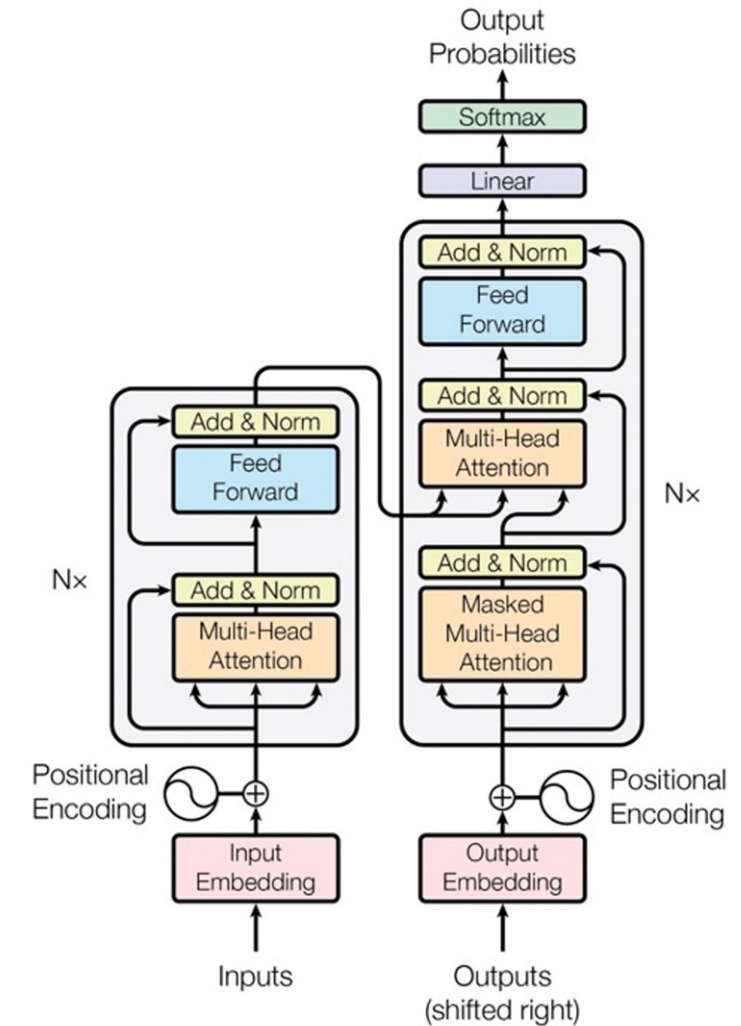 Output
Probabilities
Softmax
Linear
Add & Norm
Feed
Forward
Add & Norm
Multi-Head
Attention
Add & Norm
Masked
Multi-Head
Attention
Nx
Add & Norm
Feed
Forward
Add & Norm
Multi-Head
Attention
Nx
Positional
Encoding
Positional
Encoding
Input
Embedding
Output
Embedding
Inputs
Outputs
(shifted right)